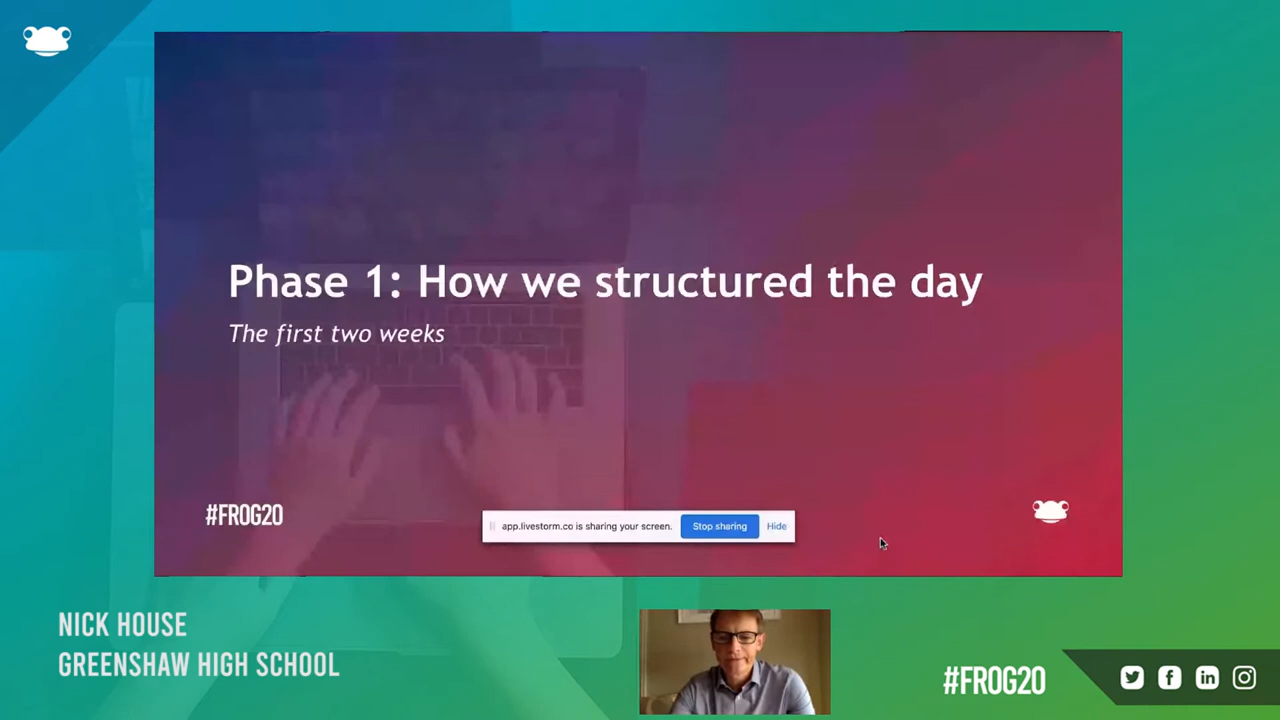 Phase 1: How we structured the day
The first two weeks
#FROG20
app.livestorm.co is sharing your screen. Stop sharing Hide
NICK HOUSE
GREENSHAW HIGH SCHOOL
#FROG20